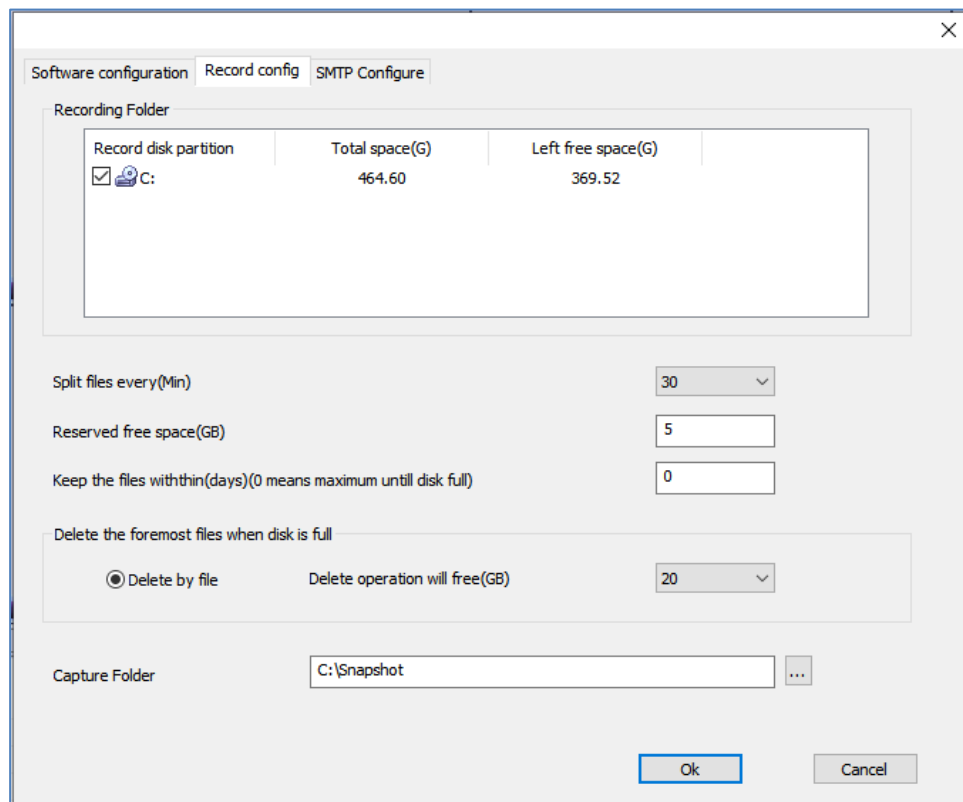 Software configuration Record config SMTP Configure
Recording Folder
Record disk partition Total space(G) Left free space(G)
C: 464.60 369.52
Split files every(Min) 30
Reserved free space(GB) 5
Keep the files withthin(days)(0 means maximum untill disk full) 0
Delete the foremost files when disk is full
Delete by file Delete operation will free(GB) 20
Capture Folder C:\Snapshot ...
Ok Cancel